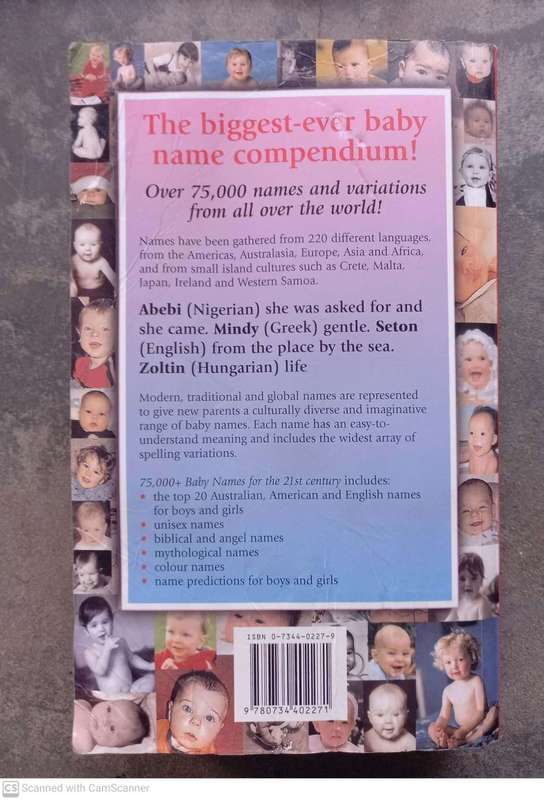 The biggest-ever baby
name compendium!
Over 75,000 names and variations
from all over the world!
Names have been gathered from 220 different languages,
from the Americas, Australasia, Europe, Asia and Africa,
and from small island cultures such as Crete, Malta,
Japan, Ireland and Western Samoa.
Abebi (Nigerian) she was asked for and
she came. Mindy (Greek) gentle. Seton
(English) from the place by the sea.
Zoltin (Hungarian) life
Modern, traditional and global names are represented
to give new parents a culturally diverse and imaginative
range of baby names. Each name has an easy-to-
understand meaning and includes the widest array of
spelling variations.
75,000+ Baby Names for the 21st century includes:
• the top 20 Australian, American and English names
for boys and girls
• unisex names
• biblical and angel names
• mythological names
• colour names
• name predictions for boys and girls
ISBN 0-7344-0227-9
9 780734 402271
CS Scanned with CamScanner